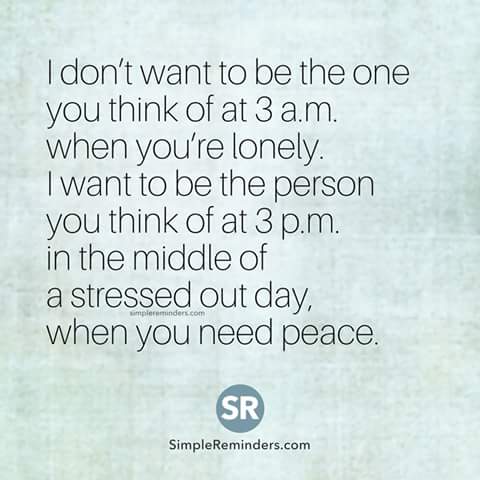 I don't want to be the one
you think of at 3 a.m.
when you're lonely.
I want to be the person
you think of at 3 p.m.
in the middle of
a stressed out day,
simplereminders.com
when you need peace.
SR
SimpleReminders.com